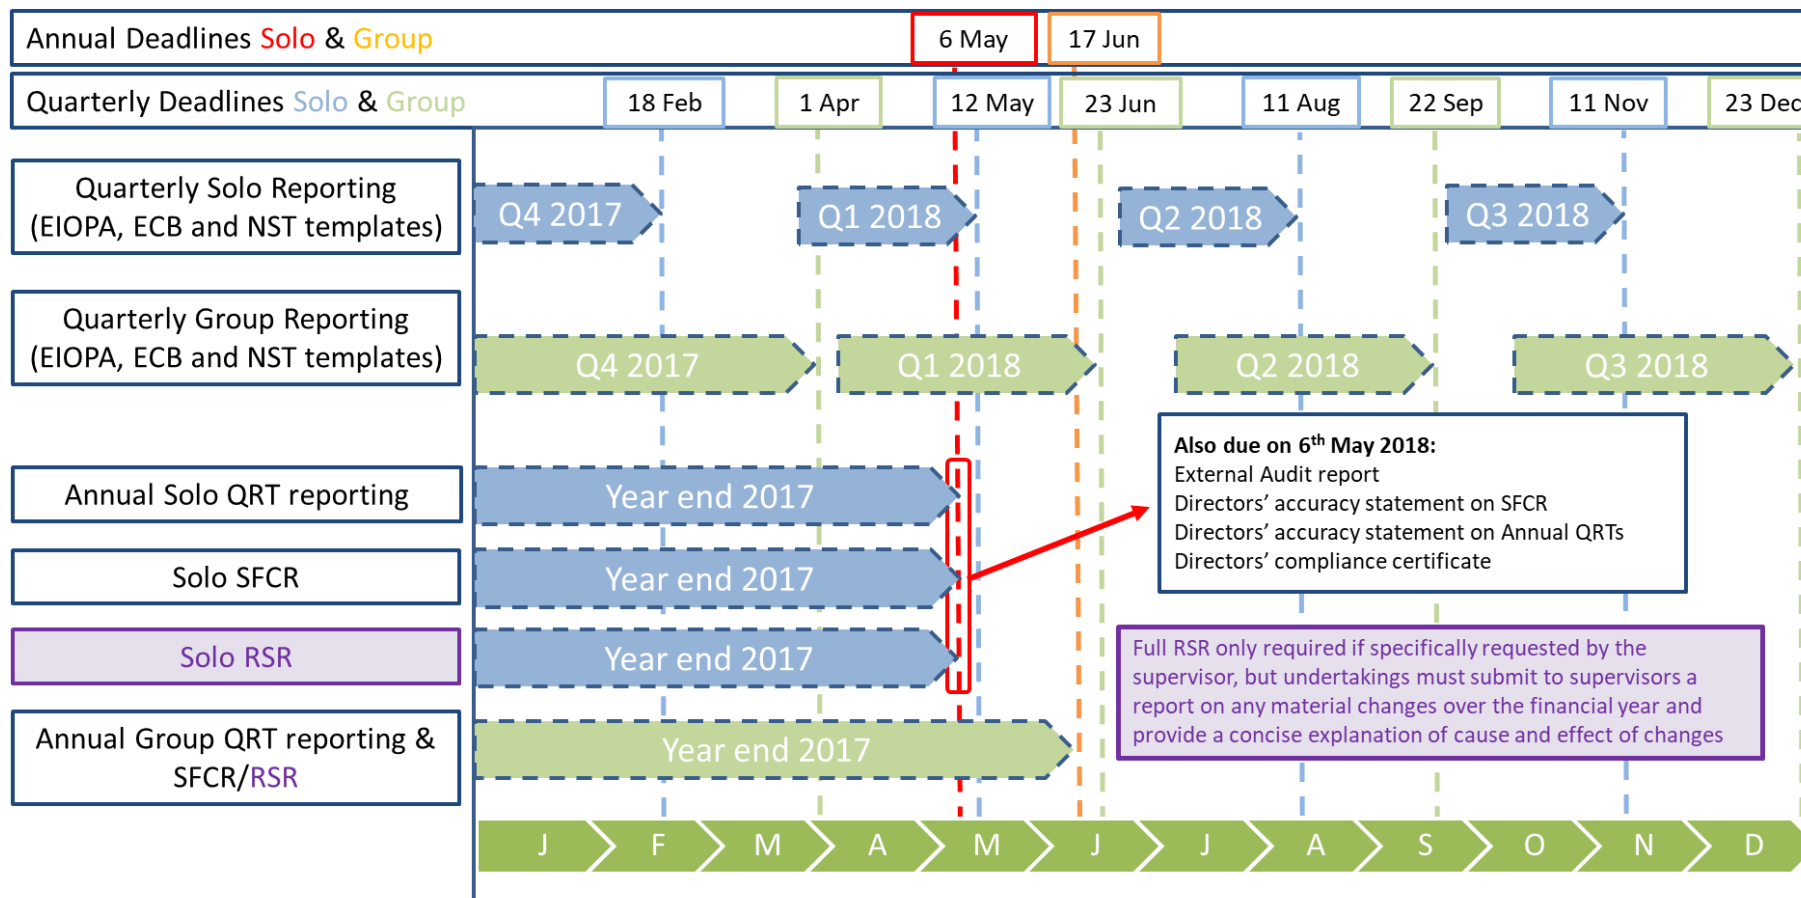 Annual Deadlines Solo & Group
6 May
17 Jun
Quarterly Deadlines Solo & Group
18 Feb
1 Apr
12 May
23 Jun
11 Aug
22 Sep
11 Nov
23 Dec
Quarterly Solo Reporting
(EIOPA, ECB and NST templates)
Q4 2017
Q1 2018
Q2 2018
Q3 2018
Quarterly Group Reporting
(EIOPA, ECB and NST templates)
Q4 2017
Q1 2018
Q2 2018
Q3 2018
Also due on 6th May 2018:
External Audit report
Directors’ accuracy statement on SFCR
Directors’ accuracy statement on Annual QRTs
Directors’ compliance certificate
Annual Solo QRT reporting
Year end 2017
Solo SFCR
Year end 2017
Solo RSR
Year end 2017
Full RSR only required if specifically requested by the
supervisor, but undertakings must submit to supervisors a
report on any material changes over the financial year and
provide a concise explanation of cause and effect of changes
Annual Group QRT reporting &
SFCR/RSR
Year end 2017
J F M A M J J A S O N D